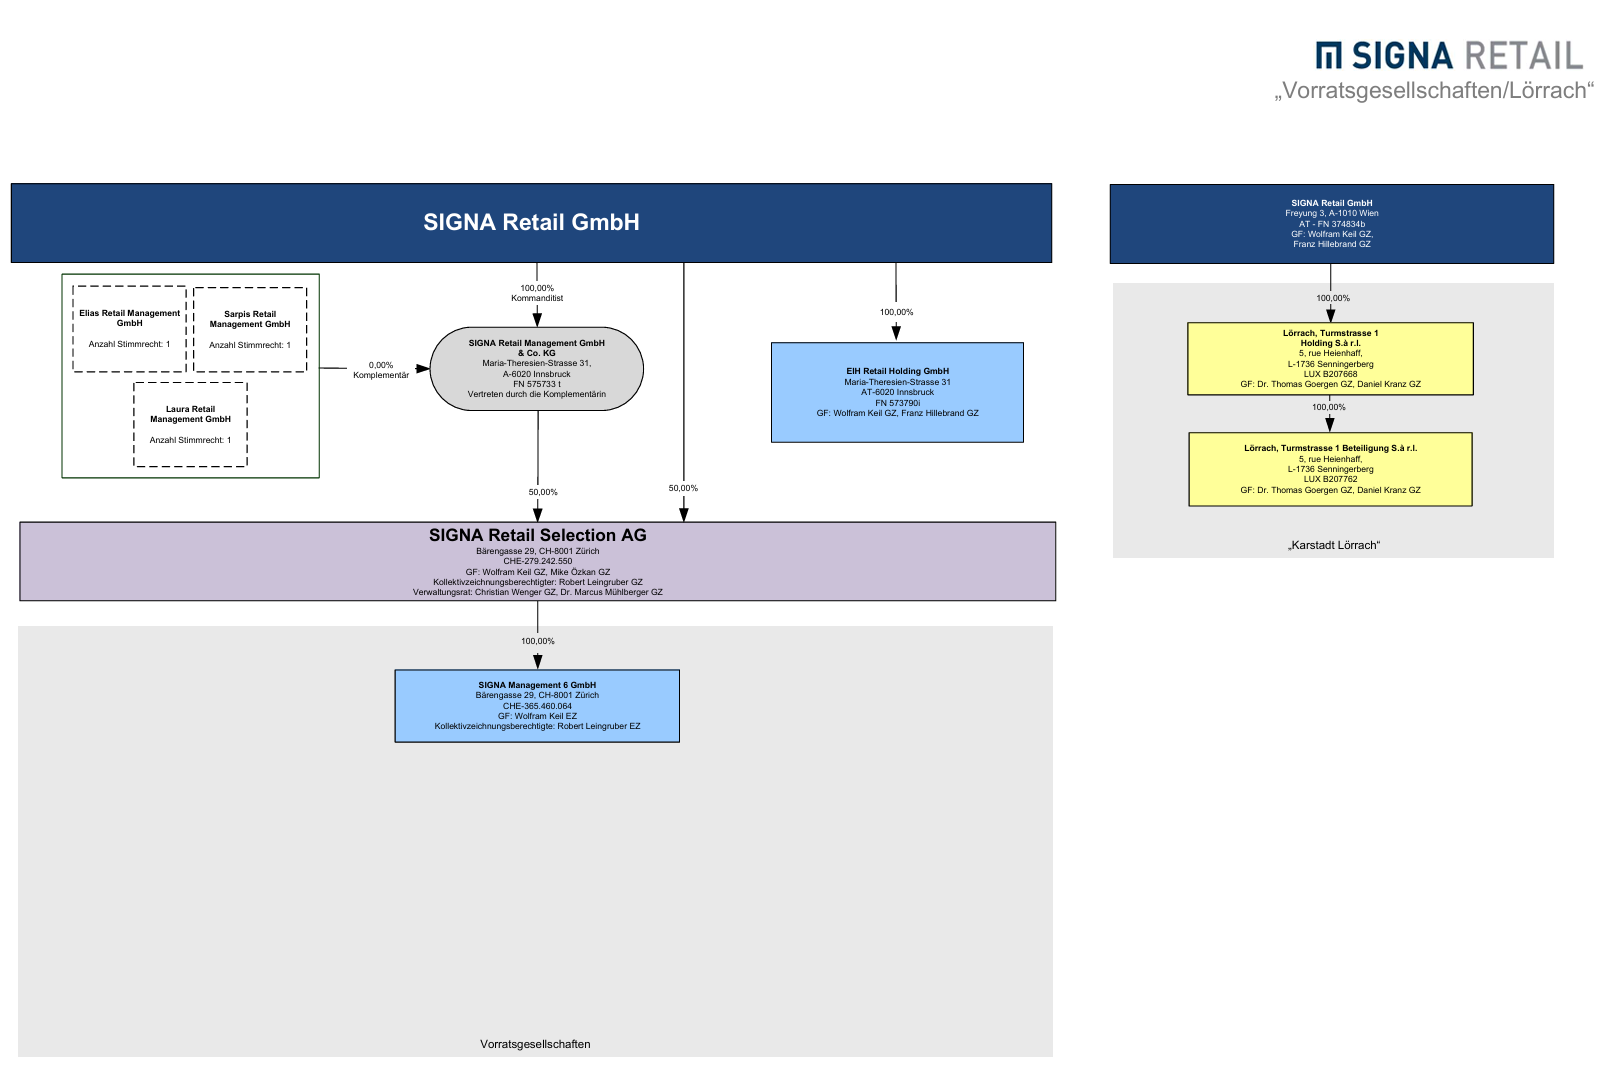 SIGNA RETAIL
„Vorratsgesellschaften/Lörrach“
SIGNA Retail GmbH
Elias Retail Management
GmbH
Anzahl Stimmrecht: 1
Sarpis Retail
Management GmbH
Anzahl Stimmrecht: 1
Laura Retail
Management GmbH
Anzahl Stimmrecht: 1
0,00%
Komplementär
100,00%
Kommanditist
SIGNA Retail Management GmbH
& Co. KG
Maria-Theresien-Strasse 31,
A-6020 Innsbruck
FN 575733 t
Vertreten durch die Komplementärin
50,00%
50,00%
100,00%
EIH Retail Holding GmbH
Maria-Theresien-Strasse 31
AT-6020 Innsbruck
FN 573790i
GF: Wolfram Keil GZ, Franz Hillebrand GZ
SIGNA Retail Selection AG
Bärengasse 29, CH-8001 Zürich
CHE-279.242.550
GF: Wolfram Keil GZ, Mike Özkan GZ
Kollektivzeichnungsberechtigter: Robert Leingruber GZ
Verwaltungsrat: Christian Wenger GZ, Dr. Marcus Mühlberger GZ
100,00%
SIGNA Management 6 GmbH
Bärengasse 29, CH-8001 Zürich
CHE-365.460.064
GF: Wolfram Keil EZ
Kollektivzeichnungsberechtigte: Robert Leingruber EZ
Vorratsgesellschaften
SIGNA Retail GmbH
Freyung 3, A-1010 Wien
AT - FN 374834b
GF: Wolfram Keil GZ,
Franz Hillebrand GZ
100,00%
Lörrach, Turmstrasse 1
Holding S.à r.l.
5, rue Heienhaff,
L-1736 Senningerberg
LUX B207668
GF: Dr. Thomas Goergen GZ, Daniel Kranz GZ
100,00%
Lörrach, Turmstrasse 1 Beteiligung S.à r.l.
5, rue Heienhaff,
L-1736 Senningerberg
LUX B207762
GF: Dr. Thomas Goergen GZ, Daniel Kranz GZ
„Karstadt Lörrach“